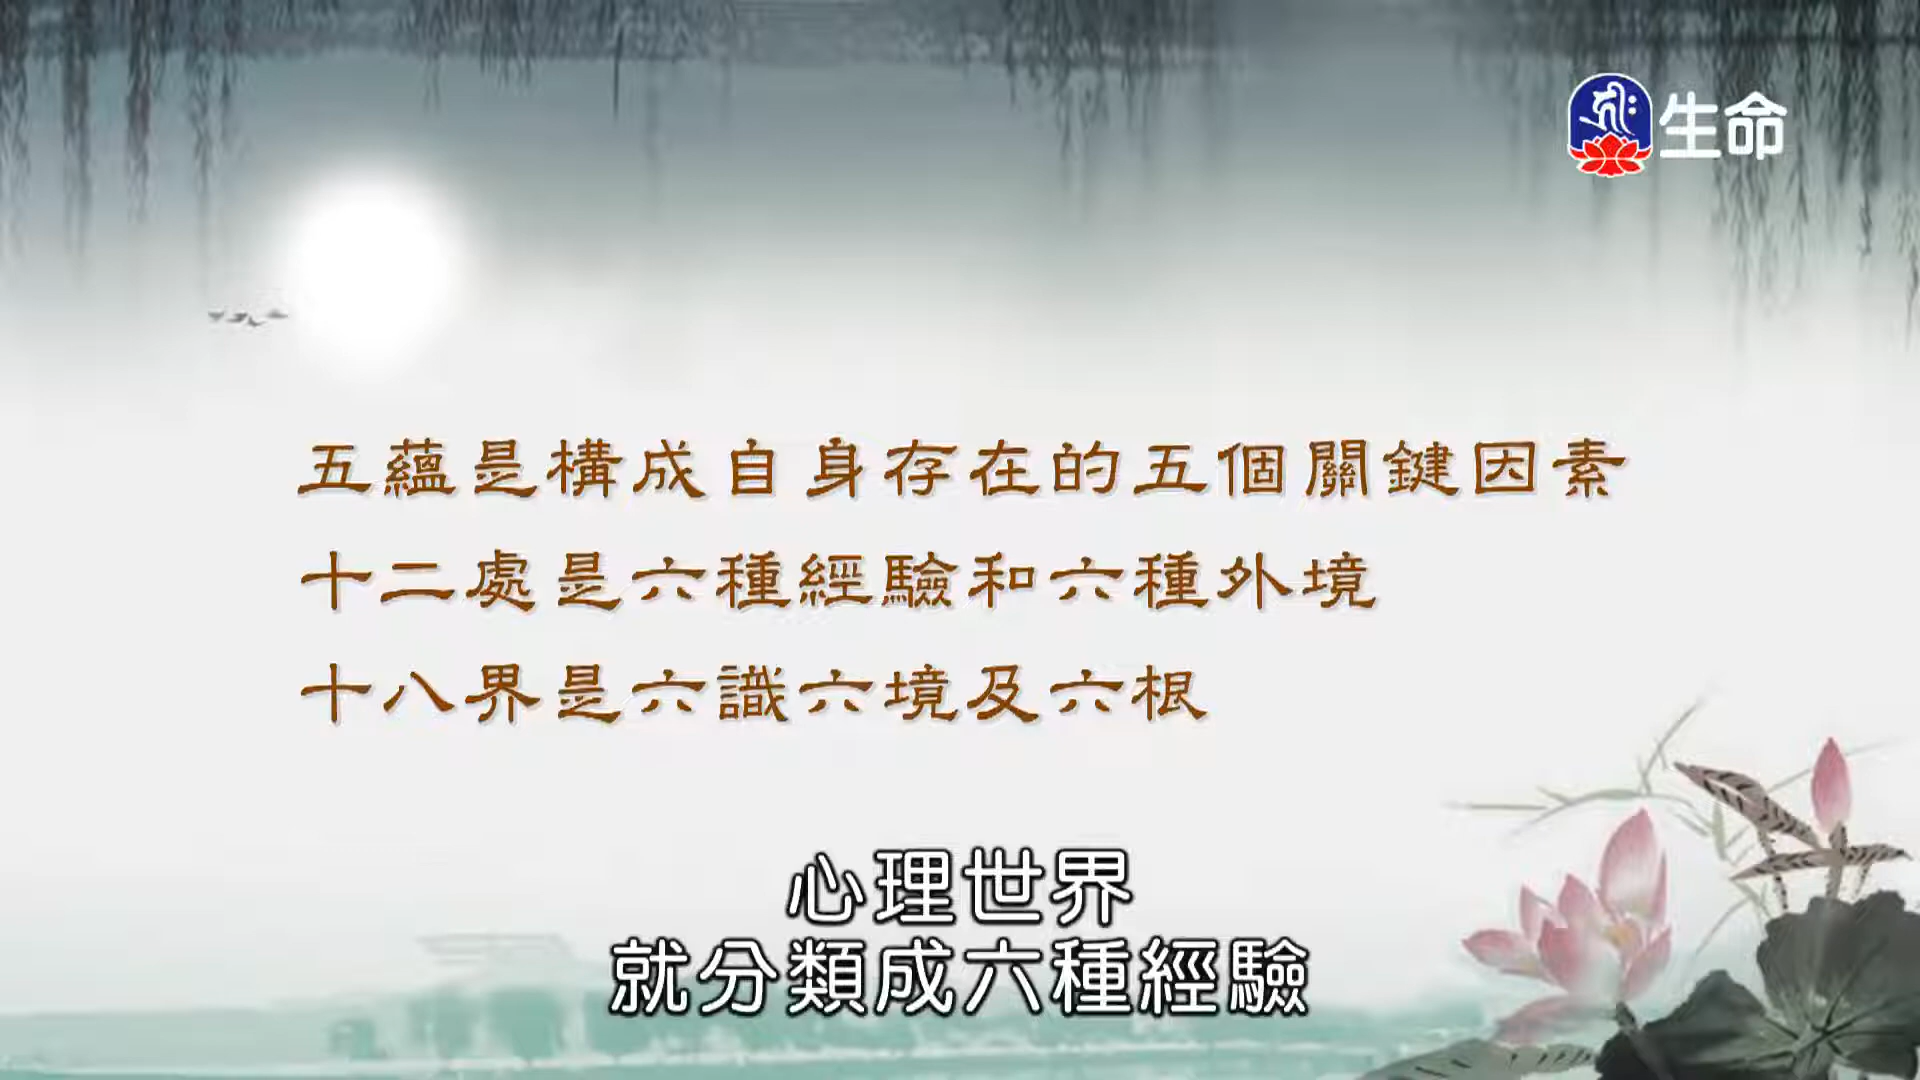 生命
五蘊是構成自身存在的五個關鍵因素
十二處是六種經驗和六種外境
十八界是六識六境及六根
心理世界
就分類成六種經驗